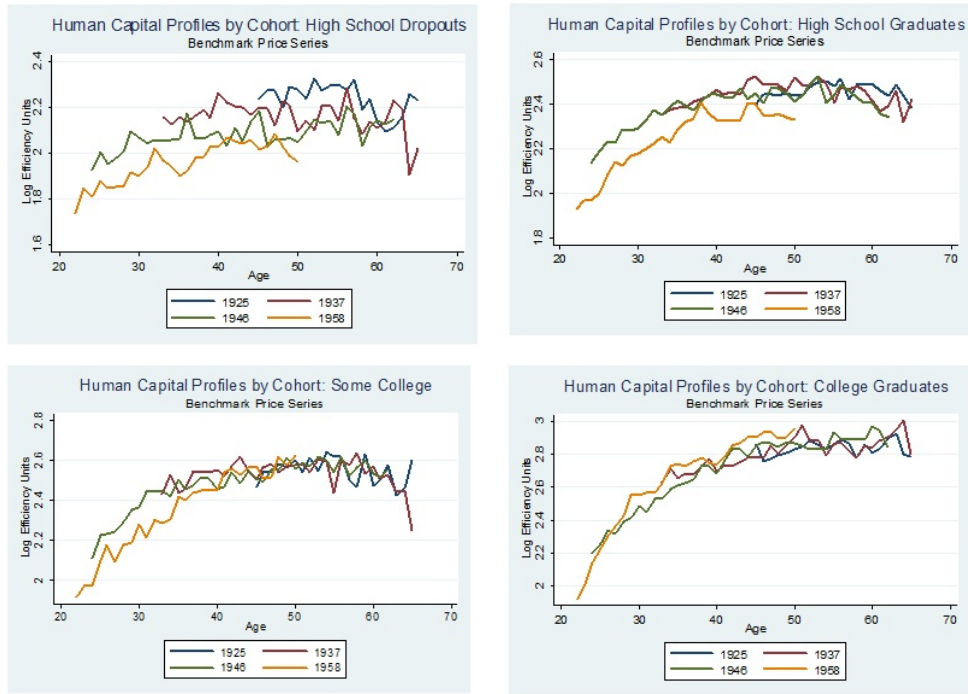 Human Capital Profiles by Cohort: High School Dropouts
Benchmark Price Series
Log Efficiency Units
2.4
2.2
2
1.8
1.6
20 30 40 50 60 70
Age
1925 1937
1946 1958
Human Capital Profiles by Cohort: High School Graduates
Benchmark Price Series
Log Efficiency Units
2.6
2.4
2.2
2
1.8
20 30 40 50 60 70
Age
1925 1937
1946 1958
Human Capital Profiles by Cohort: Some College
Benchmark Price Series
Log Efficiency Units
2.8
2.6
2.4
2.2
2
20 30 40 50 60 70
Age
1925 1937
1946 1958
Human Capital Profiles by Cohort: College Graduates
Benchmark Price Series
Log Efficiency Units
3
2.8
2.6
2.4
2.2
2
20 30 40 50 60 70
Age
1925 1937
1946 1958